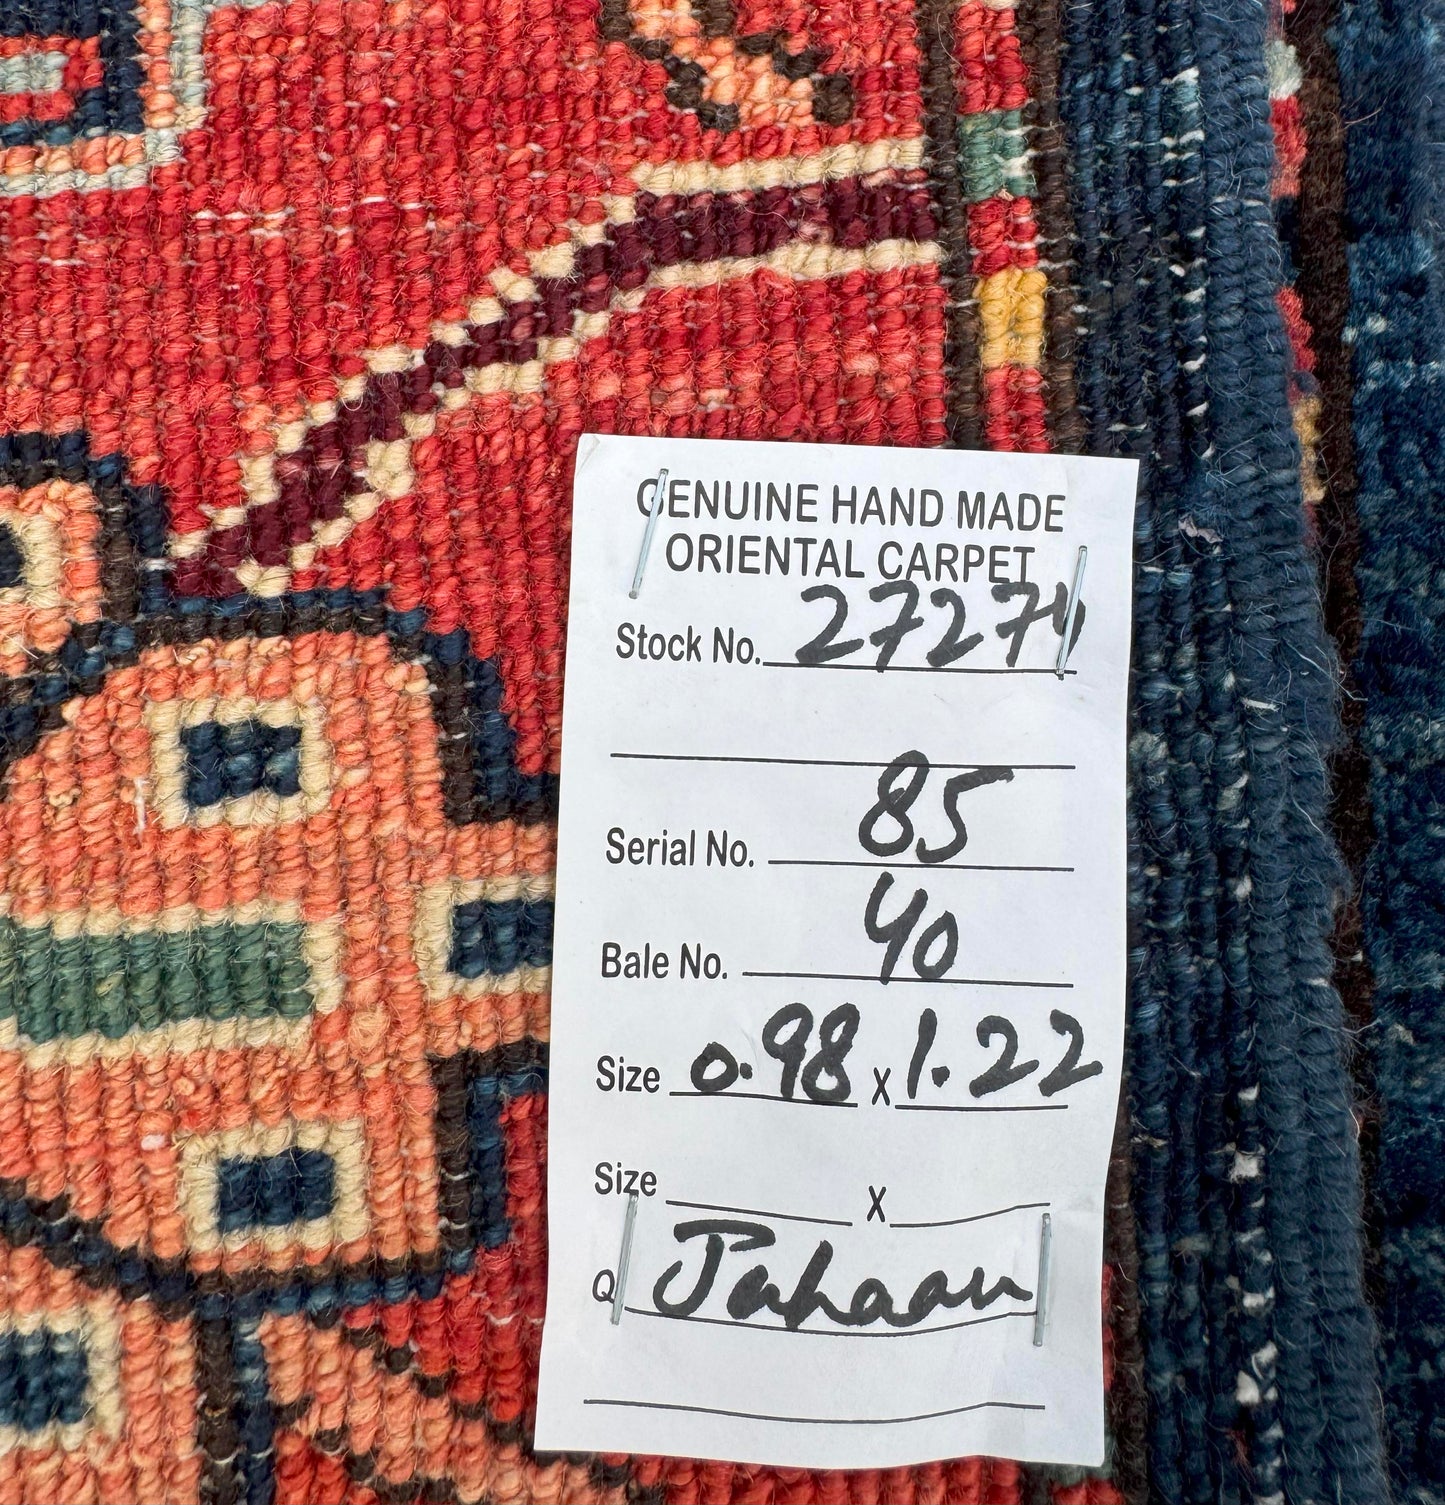 GENUINE HAND MADE
ORIENTAL CARPET
Stock No. 27274
Serial No. 85
Bale No. 40
Size 0.98 X 1.22
Size X
Q Jahaan